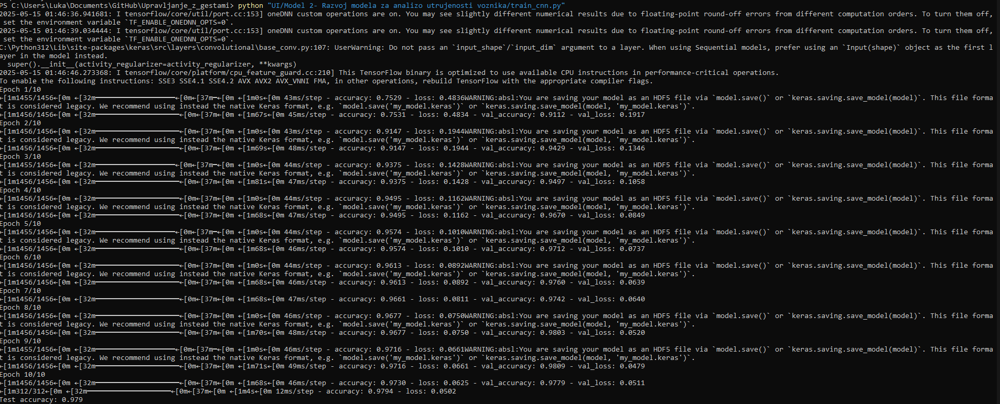 PS C:\Users\Luka\Documents\GitHub\Upravljanje_z_gestami> python "UI/Model 2- Razvoj modela za analizo utrujenosti voznika/train_cnn.py"
2025-05-15 01:46:36.941681: I tensorflow/core/util/port.cc:153] oneDNN custom operations are on. You may see slightly different numerical results due to floating-point round-off errors from different computation orders. To turn them off,
 set the environment variable `TF_ENABLE_ONEDNN_OPTS=0`.
2025-05-15 01:46:39.034444: I tensorflow/core/util/port.cc:153] oneDNN custom operations are on. You may see slightly different numerical results due to floating-point round-off errors from different computation orders. To turn them off,
 set the environment variable `TF_ENABLE_ONEDNN_OPTS=0`.
C:\Python312\Lib\site-packages\keras\src\layers\convolutional\base_conv.py:107: UserWarning: Do not pass an `input_shape`/`input_dim` argument to a layer. When using Sequential models, prefer using an `Input(shape)` object as the first l
ayer in the model instead.
  super().__init__(activity_regularizer=activity_regularizer, **kwargs)
2025-05-15 01:46:46.273368: I tensorflow/core/platform/cpu_feature_guard.cc:210] This TensorFlow binary is optimized to use available CPU instructions in performance-critical operations.
To enable the following instructions: SSE3 SSE4.1 SSE4.2 AVX AVX2 AVX_VNNI FMA, in other operations, rebuild TensorFlow with the appropriate compiler flags.
Epoch 1/10
←[1m1455/1456←[0m ←[32m━━━━━━━━━━━━━━━━━━━←[0m←[37m━←[0m ←[1m0s←[0m 43ms/step - accuracy: 0.7529 - loss: 0.4836WARNING:absl:You are saving your model as an HDF5 file via `model.save()` or `keras.saving.save_model(model)`. This file forma
t is considered legacy. We recommend using instead the native Keras format, e.g. `model.save('my_model.keras')` or `keras.saving.save_model(model, 'my_model.keras')`.
←[1m1456/1456←[0m ←[32m━━━━━━━━━━━━━━━━━━━━←[0m←[37m←[0m ←[1m67s←[0m 45ms/step - accuracy: 0.7531 - loss: 0.4834 - val_accuracy: 0.9112 - val_loss: 0.1917
Epoch 2/10
←[1m1456/1456←[0m ←[32m━━━━━━━━━━━━━━━━━━━━←[0m←[37m←[0m ←[1m0s←[0m 43ms/step - accuracy: 0.9147 - loss: 0.1944WARNING:absl:You are saving your model as an HDF5 file via `model.save()` or `keras.saving.save_model(model)`. This file forma
t is considered legacy. We recommend using instead the native Keras format, e.g. `model.save('my_model.keras')` or `keras.saving.save_model(model, 'my_model.keras')`.
←[1m1456/1456←[0m ←[32m━━━━━━━━━━━━━━━━━━━━←[0m←[37m←[0m ←[1m69s←[0m 48ms/step - accuracy: 0.9147 - loss: 0.1944 - val_accuracy: 0.9429 - val_loss: 0.1346
Epoch 3/10
←[1m1455/1456←[0m ←[32m━━━━━━━━━━━━━━━━━━━←[0m←[37m━←[0m ←[1m0s←[0m 44ms/step - accuracy: 0.9375 - loss: 0.1428WARNING:absl:You are saving your model as an HDF5 file via `model.save()` or `keras.saving.save_model(model)`. This file forma
t is considered legacy. We recommend using instead the native Keras format, e.g. `model.save('my_model.keras')` or `keras.saving.save_model(model, 'my_model.keras')`.
←[1m1456/1456←[0m ←[32m━━━━━━━━━━━━━━━━━━━━←[0m←[37m←[0m ←[1m81s←[0m 47ms/step - accuracy: 0.9375 - loss: 0.1428 - val_accuracy: 0.9497 - val_loss: 0.1058
Epoch 4/10
←[1m1456/1456←[0m ←[32m━━━━━━━━━━━━━━━━━━━━←[0m←[37m←[0m ←[1m0s←[0m 44ms/step - accuracy: 0.9495 - loss: 0.1162WARNING:absl:You are saving your model as an HDF5 file via `model.save()` or `keras.saving.save_model(model)`. This file forma
t is considered legacy. We recommend using instead the native Keras format, e.g. `model.save('my_model.keras')` or `keras.saving.save_model(model, 'my_model.keras')`.
←[1m1456/1456←[0m ←[32m━━━━━━━━━━━━━━━━━━━━←[0m←[37m←[0m ←[1m68s←[0m 47ms/step - accuracy: 0.9495 - loss: 0.1162 - val_accuracy: 0.9670 - val_loss: 0.0849
Epoch 5/10
←[1m1455/1456←[0m ←[32m━━━━━━━━━━━━━━━━━━━←[0m←[37m━←[0m ←[1m0s←[0m 44ms/step - accuracy: 0.9574 - loss: 0.1010WARNING:absl:You are saving your model as an HDF5 file via `model.save()` or `keras.saving.save_model(model)`. This file forma
t is considered legacy. We recommend using instead the native Keras format, e.g. `model.save('my_model.keras')` or `keras.saving.save_model(model, 'my_model.keras')`.
←[1m1456/1456←[0m ←[32m━━━━━━━━━━━━━━━━━━━━←[0m←[37m←[0m ←[1m68s←[0m 46ms/step - accuracy: 0.9574 - loss: 0.1010 - val_accuracy: 0.9712 - val_loss: 0.0737
Epoch 6/10
←[1m1456/1456←[0m ←[32m━━━━━━━━━━━━━━━━━━━━←[0m←[37m←[0m ←[1m0s←[0m 44ms/step - accuracy: 0.9613 - loss: 0.0892WARNING:absl:You are saving your model as an HDF5 file via `model.save()` or `keras.saving.save_model(model)`. This file forma
t is considered legacy. We recommend using instead the native Keras format, e.g. `model.save('my_model.keras')` or `keras.saving.save_model(model, 'my_model.keras')`.
←[1m1456/1456←[0m ←[32m━━━━━━━━━━━━━━━━━━━━←[0m←[37m←[0m ←[1m68s←[0m 46ms/step - accuracy: 0.9613 - loss: 0.0892 - val_accuracy: 0.9760 - val_loss: 0.0639
Epoch 7/10
←[1m1456/1456←[0m ←[32m━━━━━━━━━━━━━━━━━━━━←[0m←[37m←[0m ←[1m68s←[0m 47ms/step - accuracy: 0.9661 - loss: 0.0811 - val_accuracy: 0.9742 - val_loss: 0.0640
Epoch 8/10
←[1m1456/1456←[0m ←[32m━━━━━━━━━━━━━━━━━━━━←[0m←[37m←[0m ←[1m0s←[0m 46ms/step - accuracy: 0.9677 - loss: 0.0750WARNING:absl:You are saving your model as an HDF5 file via `model.save()` or `keras.saving.save_model(model)`. This file forma
t is considered legacy. We recommend using instead the native Keras format, e.g. `model.save('my_model.keras')` or `keras.saving.save_model(model, 'my_model.keras')`.
←[1m1456/1456←[0m ←[32m━━━━━━━━━━━━━━━━━━━━←[0m←[37m←[0m ←[1m70s←[0m 48ms/step - accuracy: 0.9677 - loss: 0.0750 - val_accuracy: 0.9803 - val_loss: 0.0520
Epoch 9/10
←[1m1455/1456←[0m ←[32m━━━━━━━━━━━━━━━━━━━←[0m←[37m━←[0m ←[1m0s←[0m 46ms/step - accuracy: 0.9716 - loss: 0.0661WARNING:absl:You are saving your model as an HDF5 file via `model.save()` or `keras.saving.save_model(model)`. This file forma
t is considered legacy. We recommend using instead the native Keras format, e.g. `model.save('my_model.keras')` or `keras.saving.save_model(model, 'my_model.keras')`.
←[1m1456/1456←[0m ←[32m━━━━━━━━━━━━━━━━━━━━←[0m←[37m←[0m ←[1m71s←[0m 49ms/step - accuracy: 0.9716 - loss: 0.0661 - val_accuracy: 0.9809 - val_loss: 0.0479
Epoch 10/10
←[1m1456/1456←[0m ←[32m━━━━━━━━━━━━━━━━━━━━←[0m←[37m←[0m ←[1m68s←[0m 46ms/step - accuracy: 0.9730 - loss: 0.0625 - val_accuracy: 0.9779 - val_loss: 0.0511
←[1m312/312←[0m ←[32m━━━━━━━━━━━━━━━━━━━━←[0m←[37m←[0m ←[1m4s←[0m 12ms/step - accuracy: 0.9794 - loss: 0.0502
Test accuracy: 0.979